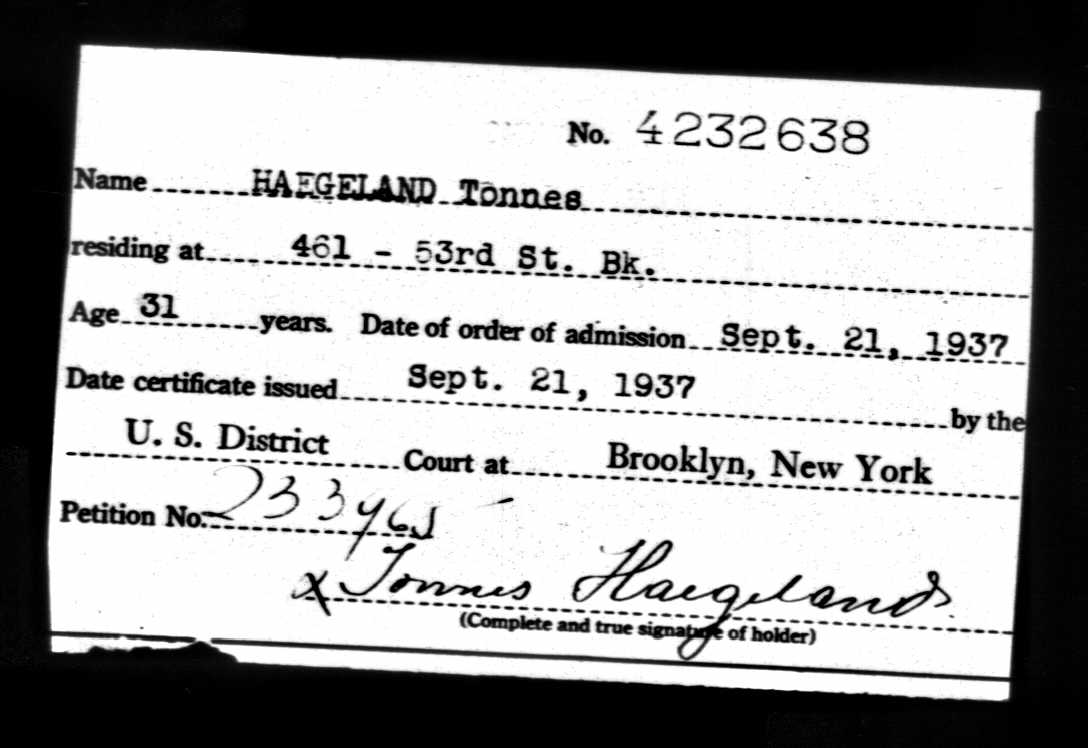 No. 4232638
Name HAEGELAND Tonnes
residing at 461 - 53rd St. Bk.
Age 31 years. Date of order of admission Sept. 21, 1937
Date certificate issued Sept. 21, 1937 by the
U. S. District Court at Brooklyn, New York
Petition No. 233465
x Tonnes Haegeland
(Complete and true signature of holder)